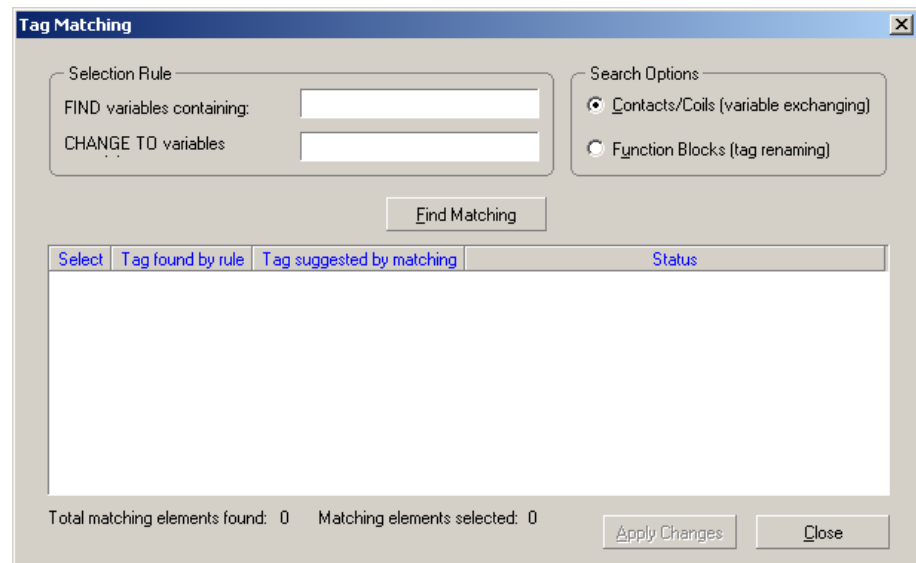 Tag Matching
Selection Rule
FIND variables containing:
CHANGE TO variables
Search Options
Contacts/Coils (variable exchanging)
Function Blocks (tag renaming)
Find Matching
Select Tag found by rule Tag suggested by matching Status
Total matching elements found: 0 Matching elements selected: 0
Apply Changes Close